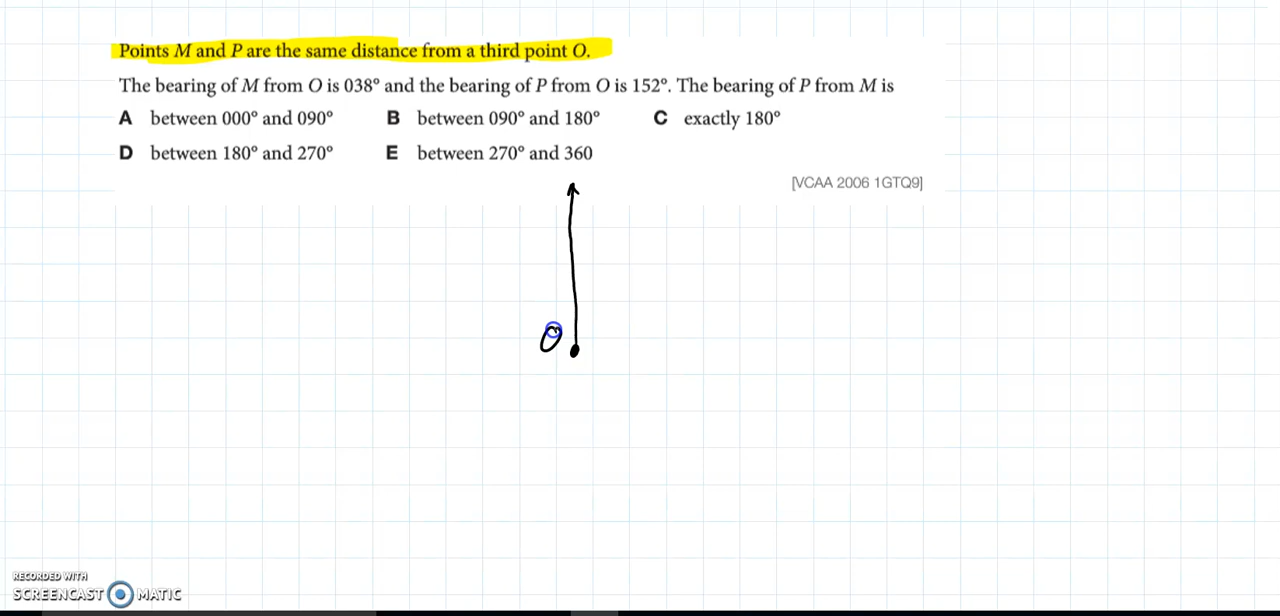 Points M and P are the same distance from a third point O.
The bearing of M from O is 038° and the bearing of P from O is 152°. The bearing of P from M is
A between 000° and 090° B between 090° and 180° C exactly 180°
D between 180° and 270° E between 270° and 360
[VCAA 2006 1GTQ9]
O
RECORDED WITH
SCREENCAST MATIC